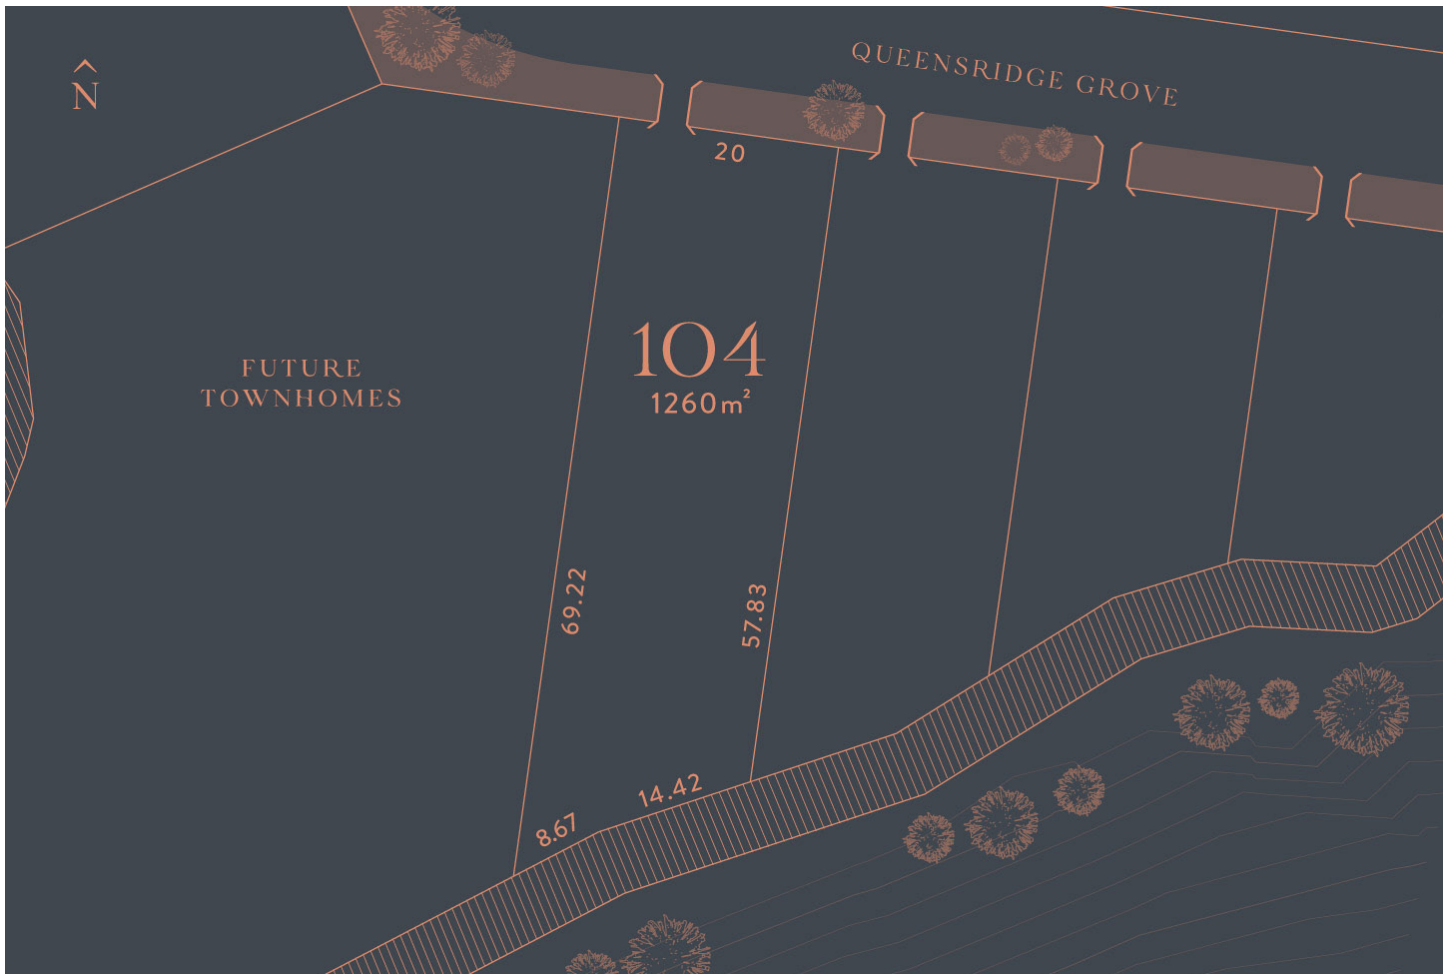 N
QUEENSRIDGE GROVE
20
104
1260m²
FUTURE
TOWNHOMES
69.22
57.83
14.42
8.67